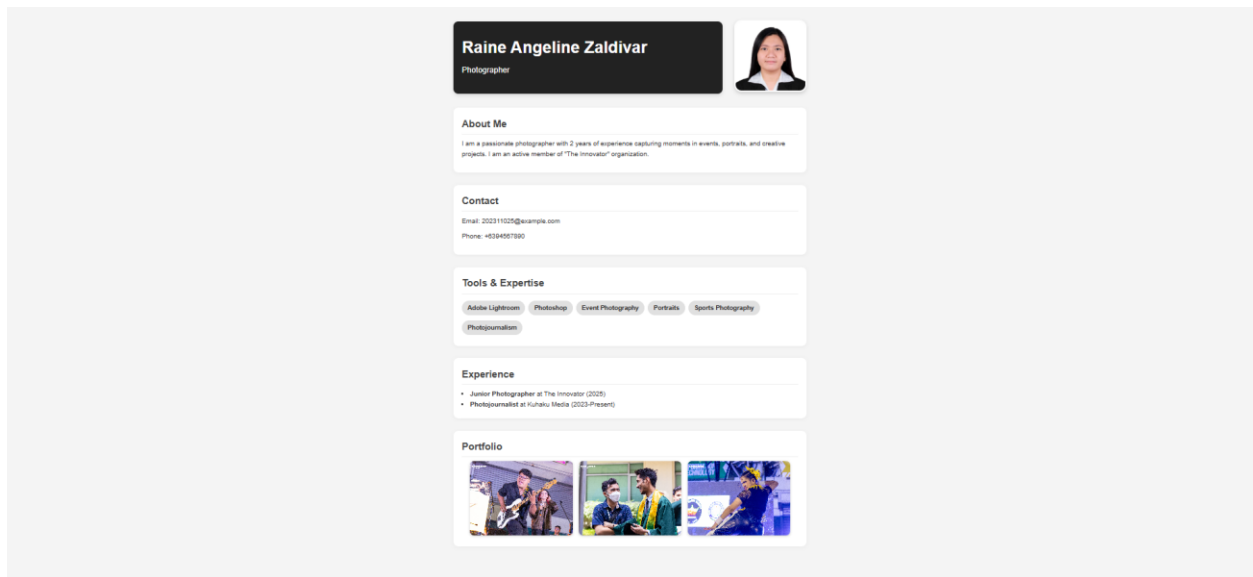 Raine Angeline Zaldivar
Photographer
About Me
I am a passionate photographer with 2 years of experience capturing moments in events, portraits, and creative
projects. I am an active member of "The Innovator" organization.
Contact
Email: 202311025@example.com
Phone: +6394567890
Tools & Expertise
Adobe Lightroom Photoshop Event Photography Portraits Sports Photography
Photojournalism
Experience
• Junior Photographer at The Innovator (2025)
• Photojournalist at Kuhaku Media (2023-Present)
Portfolio